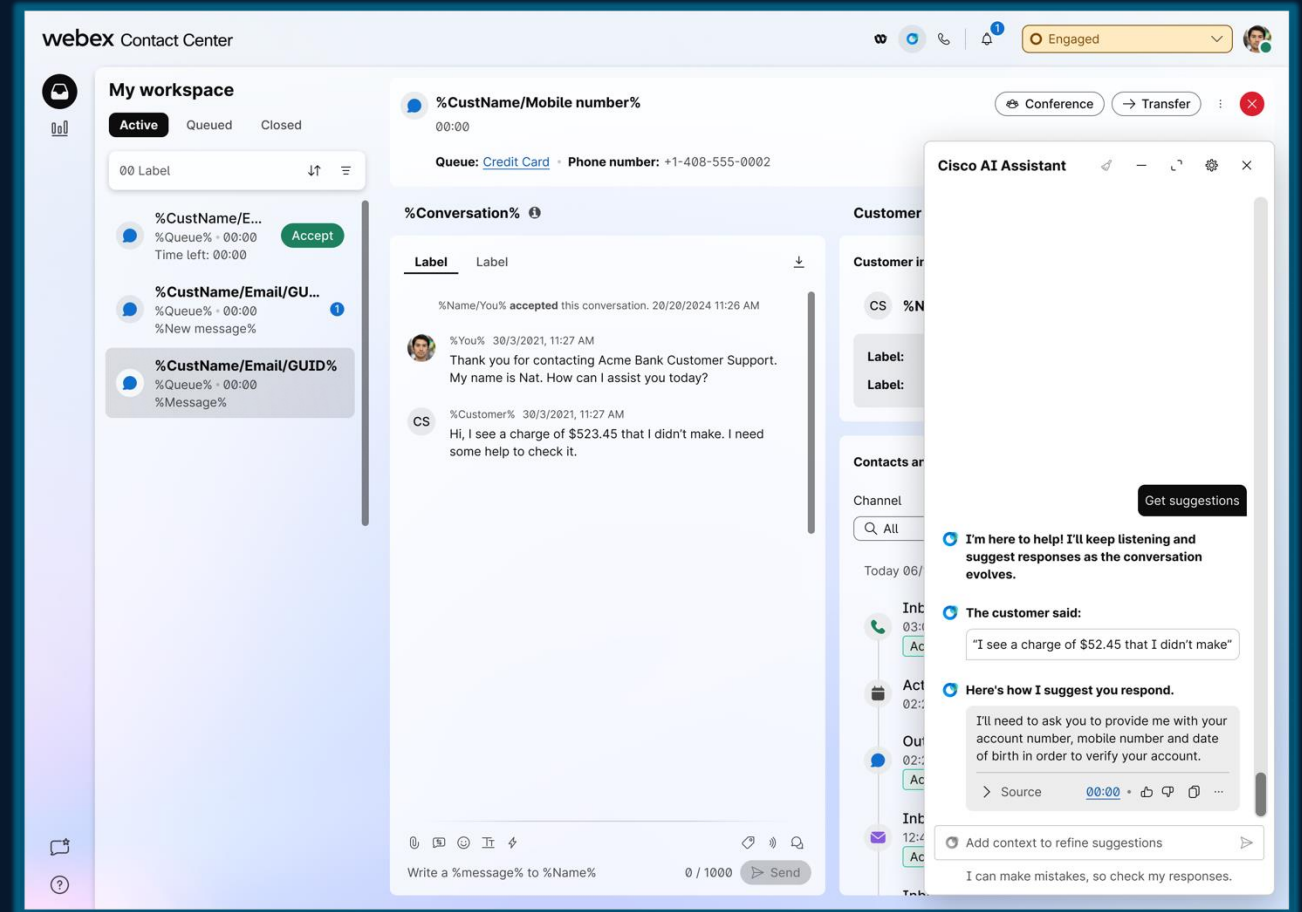 webex Contact Center
1
Engaged
My workspace
Active Queued Closed
00 Label
%CustName/E...
%Queue% • 00:00
Time left: 00:00
Accept
%CustName/Email/GU...
%Queue% • 00:00
%New message%
1
%CustName/Email/GUID%
%Queue% • 00:00
%Message%
%CustName/Mobile number%
00:00
Queue: Credit Card • Phone number: +1-408-555-0002
Conference
Transfer
%Conversation%
Label Label
%Name/You% accepted this conversation. 20/20/2024 11:26 AM
%You% 30/3/2021, 11:27 AM
Thank you for contacting Acme Bank Customer Support.
My name is Nat. How can I assist you today?
CS
%Customer% 30/3/2021, 11:27 AM
Hi, I see a charge of $523.45 that I didn't make. I need
some help to check it.
Write a %message% to %Name% 0 / 1000 Send
Customer
Customer in
CS %N
Label:
Label:
Contacts an
Channel
All
Today 06/
Inb
03:
Ac
Act
02:2
Out
02:2
Ac
Inb
12:4
Ac
Inb
Cisco AI Assistant
Get suggestions
I'm here to help! I'll keep listening and
suggest responses as the conversation
evolves.
The customer said:
"I see a charge of $52.45 that I didn't make"
Here's how I suggest you respond.
I'll need to ask you to provide me with your
account number, mobile number and date
of birth in order to verify your account.
Source 00:00
Add context to refine suggestions
I can make mistakes, so check my responses.